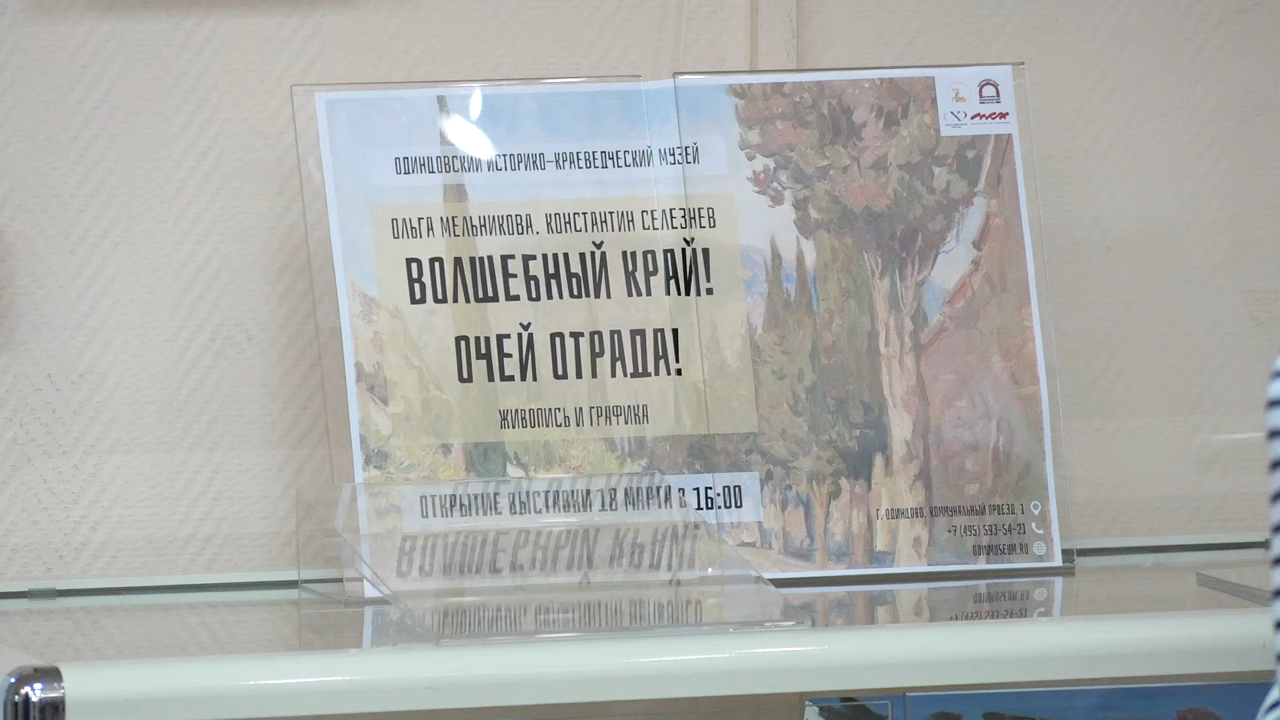 ОДИНЦОВСКИЙ ИСТОРИКО-КРАЕВЕДЧЕСКИЙ МУЗЕЙ
ОЛЬГА МЕЛЬНИКОВА. КОНСТАНТИН СЕЛЕЗНЕВ
ВОЛШЕБНЫЙ КРАЙ!
ОЧЕЙ ОТРАДА!
ЖИВОПИСЬ И ГРАФИКА
ОТКРЫТИЕ ВЫСТАВКИ 18 МАРТА В 16:00
Г. ОДИНЦОВО, КОММУНАЛЬНЫЙ ПРОЕЗД, 1
+7 (495) 593-54-21
ODINMUSEUM.RU